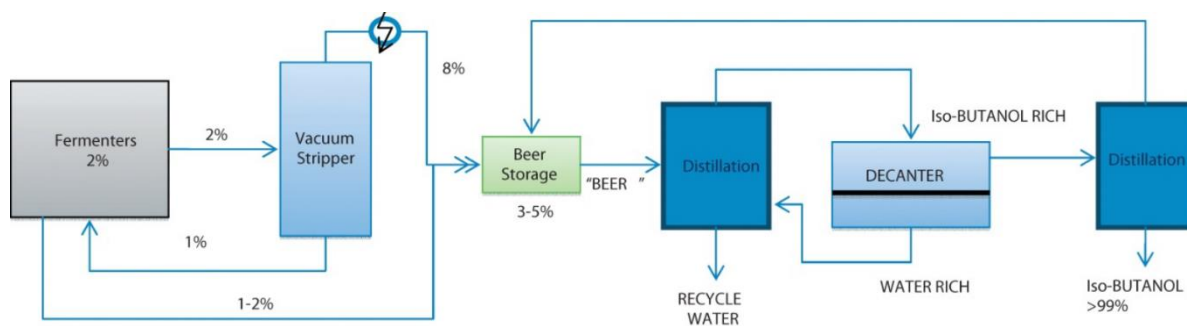 Fermenters
2%
2%
Vacuum
Stripper
8%
1%
1-2%
Beer
Storage
3-5%
"BEER "
Distillation
RECYCLE
WATER
Iso-BUTANOL RICH
DECANTER
WATER RICH
Distillation
Iso-BUTANOL
>99%